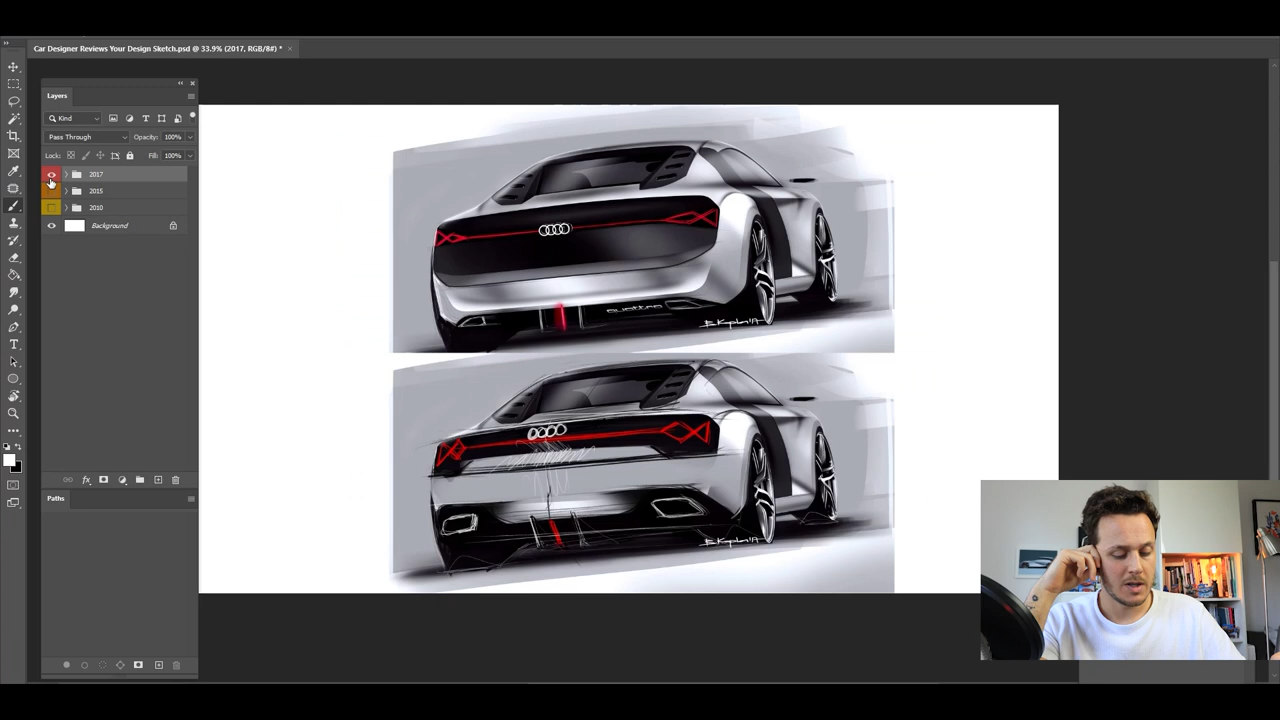 Car Designer Reviews Your Design Sketch.psd @ 33.9% (2017, RGB/8#) *
Layers
Kind
Pass Through
Opacity: 100%
Lock:
Fill: 100%
2017
2015
2010
Background
Paths
quattro